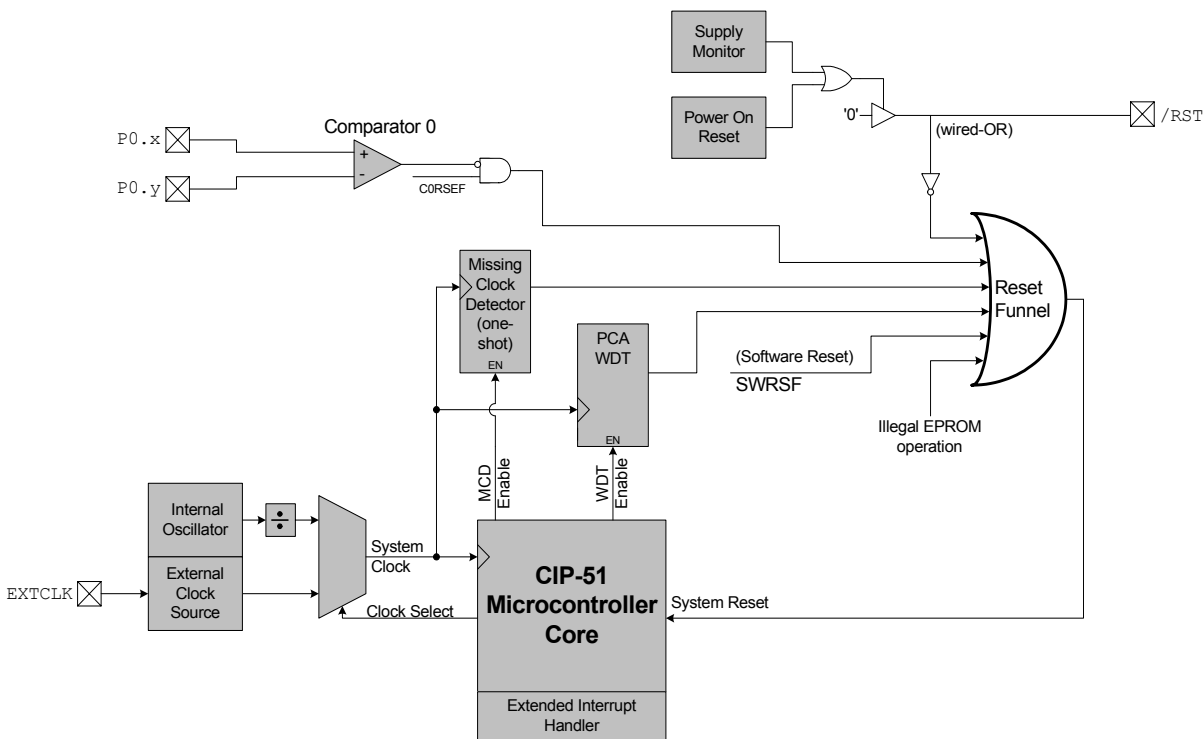 Supply
Monitor
Power On
Reset
'0'
/RST
(wired-OR)
Comparator 0
P0.x
P0.y
+
-
C0RSEF
Missing
Clock
Detector
(one-
shot)
EN
PCA
WDT
EN
Reset
Funnel
(Software Reset)
SWRSF
Illegal EPROM
operation
MCD
Enable
WDT
Enable
Internal
Oscillator
÷
External
Clock
Source
EXTCLK
System
Clock
Clock Select
CIP-51
Microcontroller
Core
System Reset
Extended Interrupt
Handler